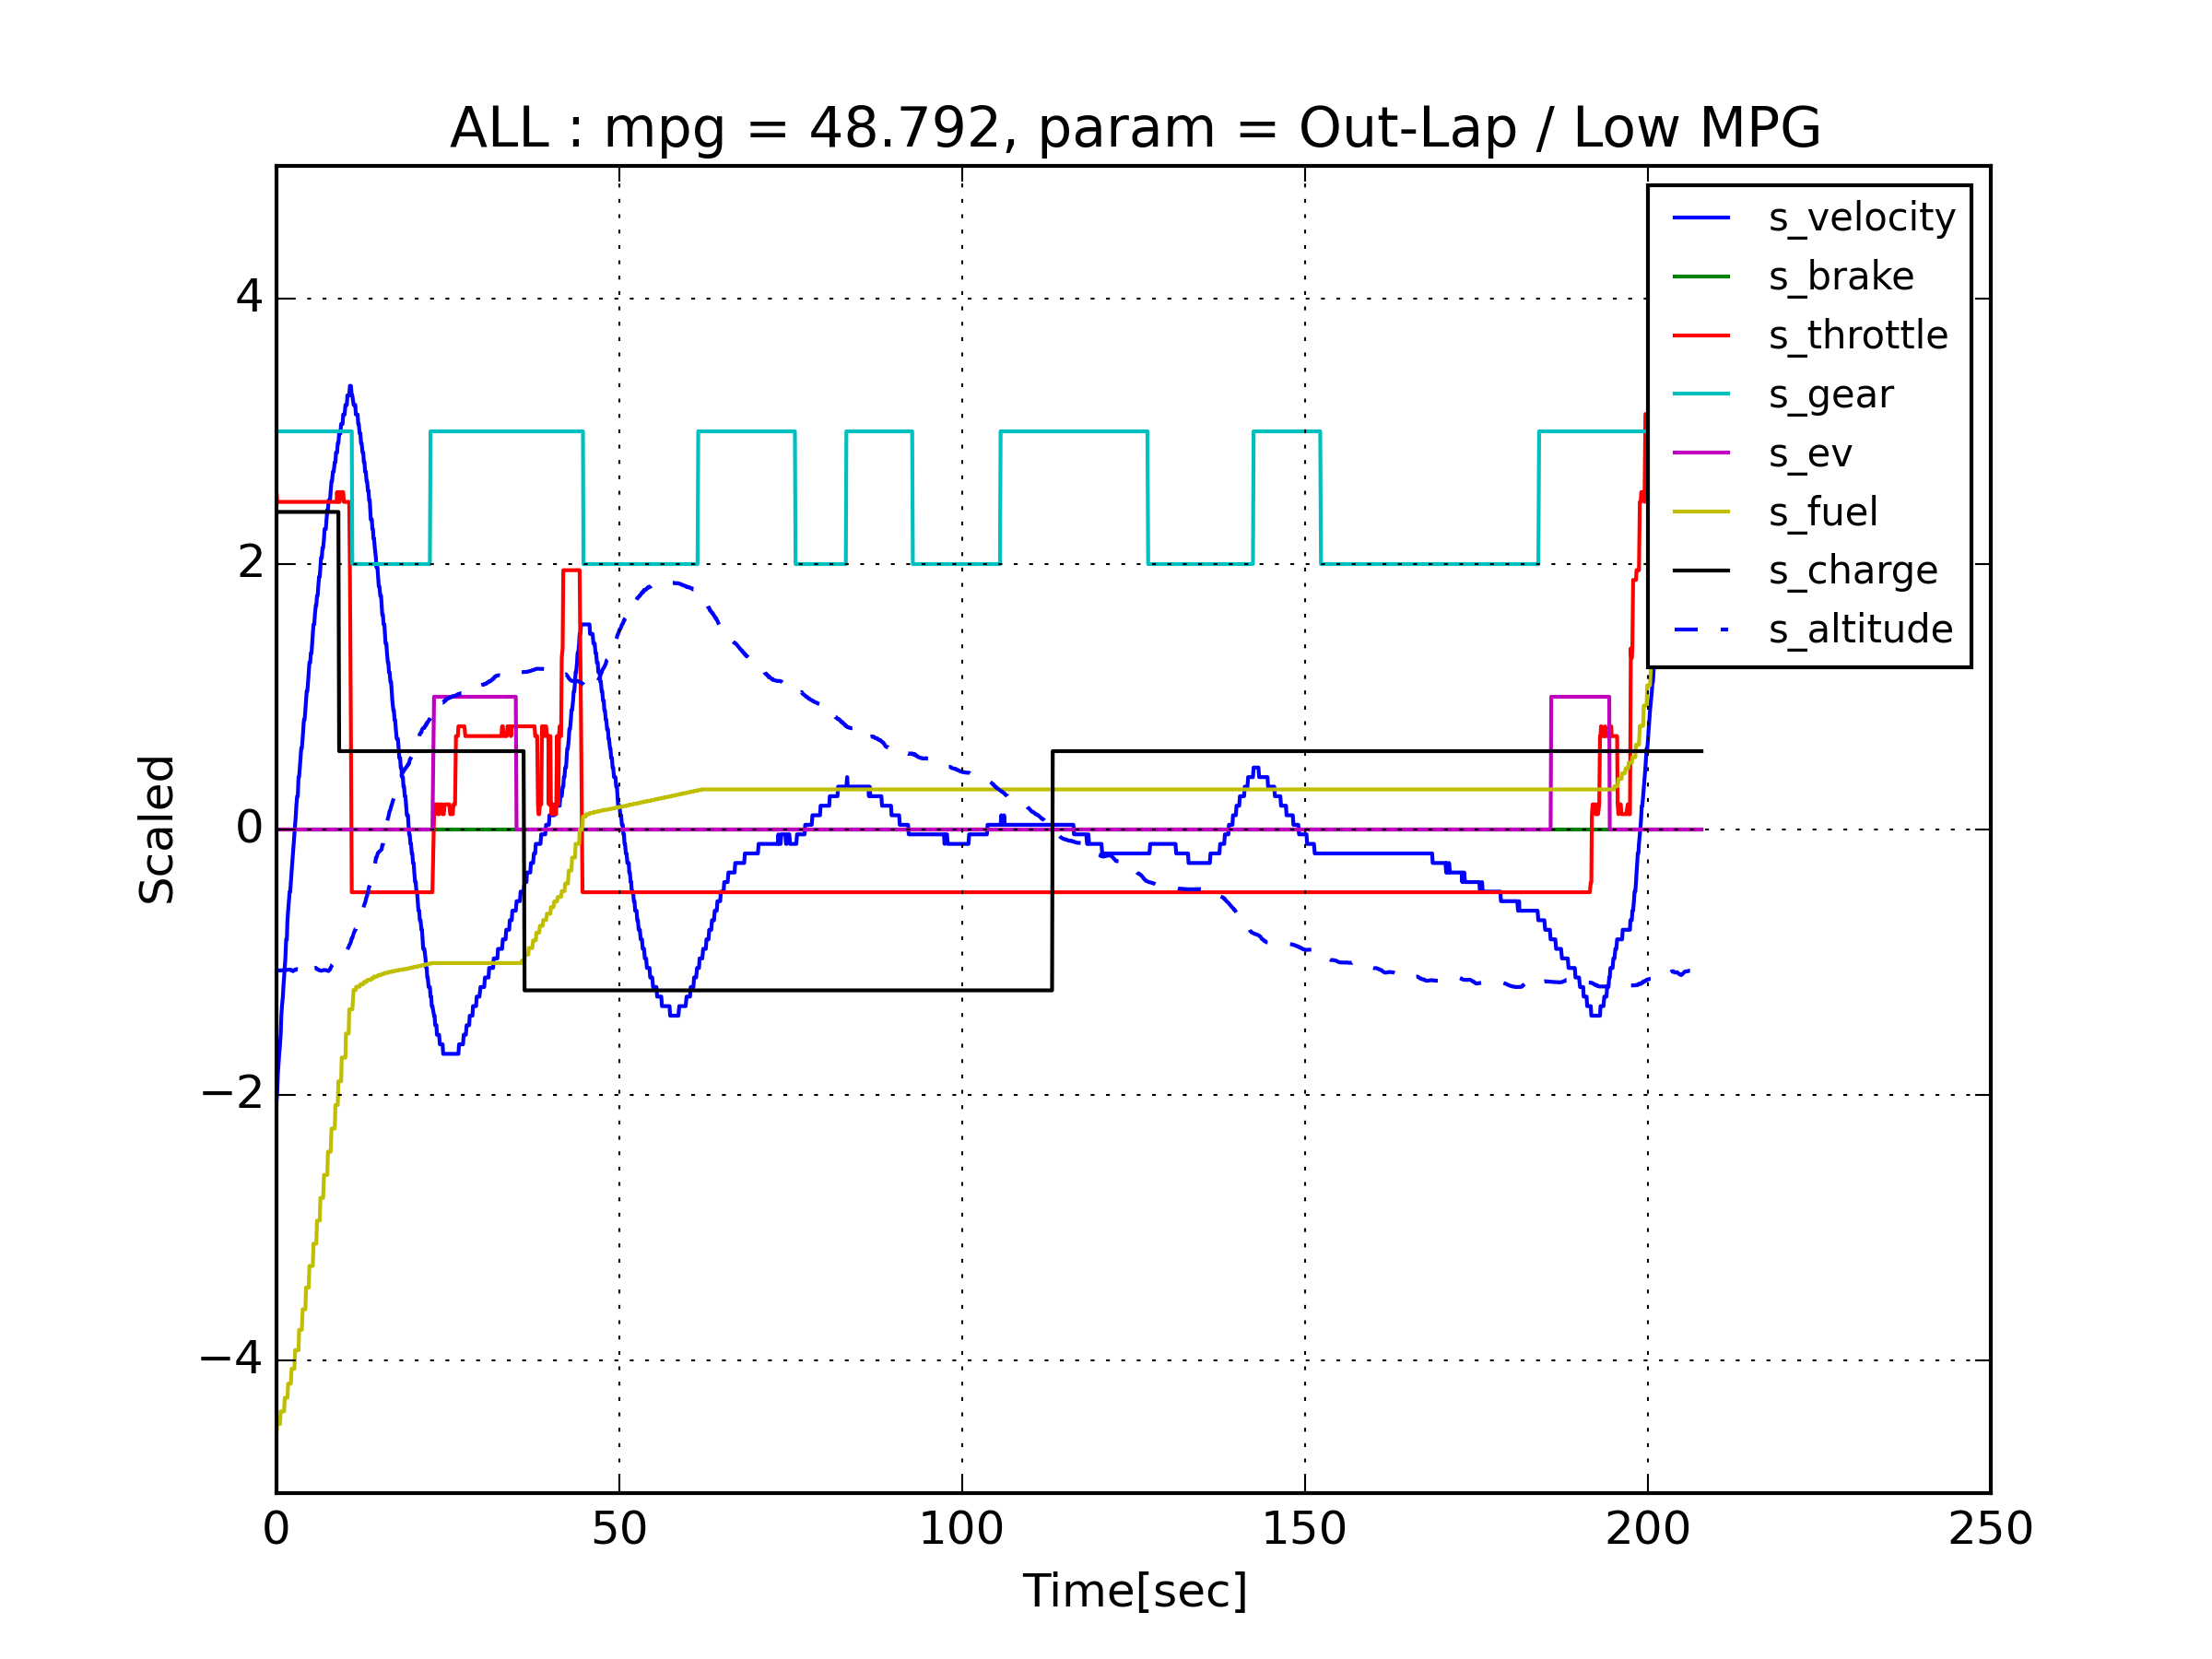 ALL : mpg = 48.792, param = Out-Lap / Low MPG
s_velocity
s_brake
s_throttle
s_gear
s_ev
s_fuel
s_charge
s_altitude
4
2
0
−2
−4
Scaled
0 50 100 150 200 250
Time[sec]